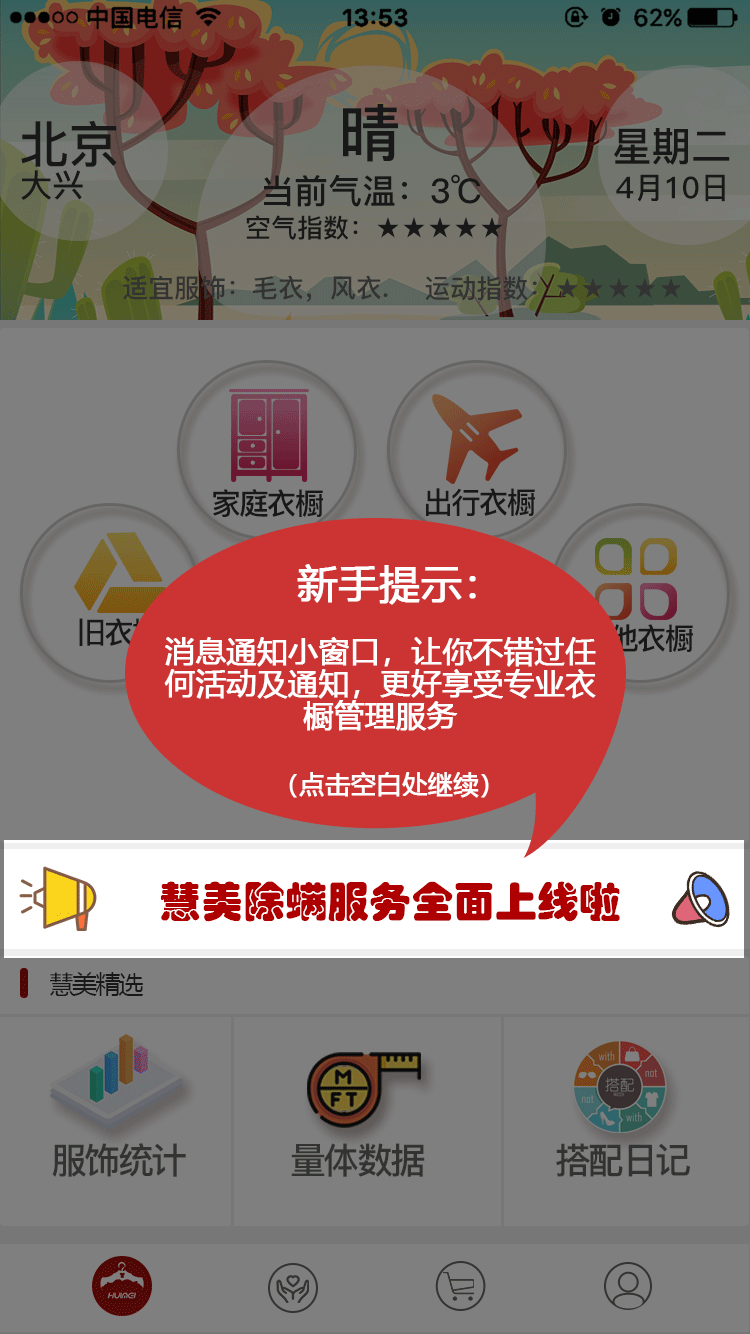 中国电信
13:53
62%
北京
大兴
晴
当前气温：3℃
空气指数：★★★★★
星期二
4月10日
适宜服饰：毛衣，风衣. 运动指数：★★★★★
家庭衣橱
出行衣橱
旧衣
他衣橱
新手提示：
消息通知小窗口，让你不错过任
何活动及通知，更好享受专业衣
橱管理服务
（点击空白处继续）
慧美除螨服务全面上线啦
慧美精选
M
FT
with
not
搭配
not
with
服饰统计
量体数据
搭配日记
HUIMEI